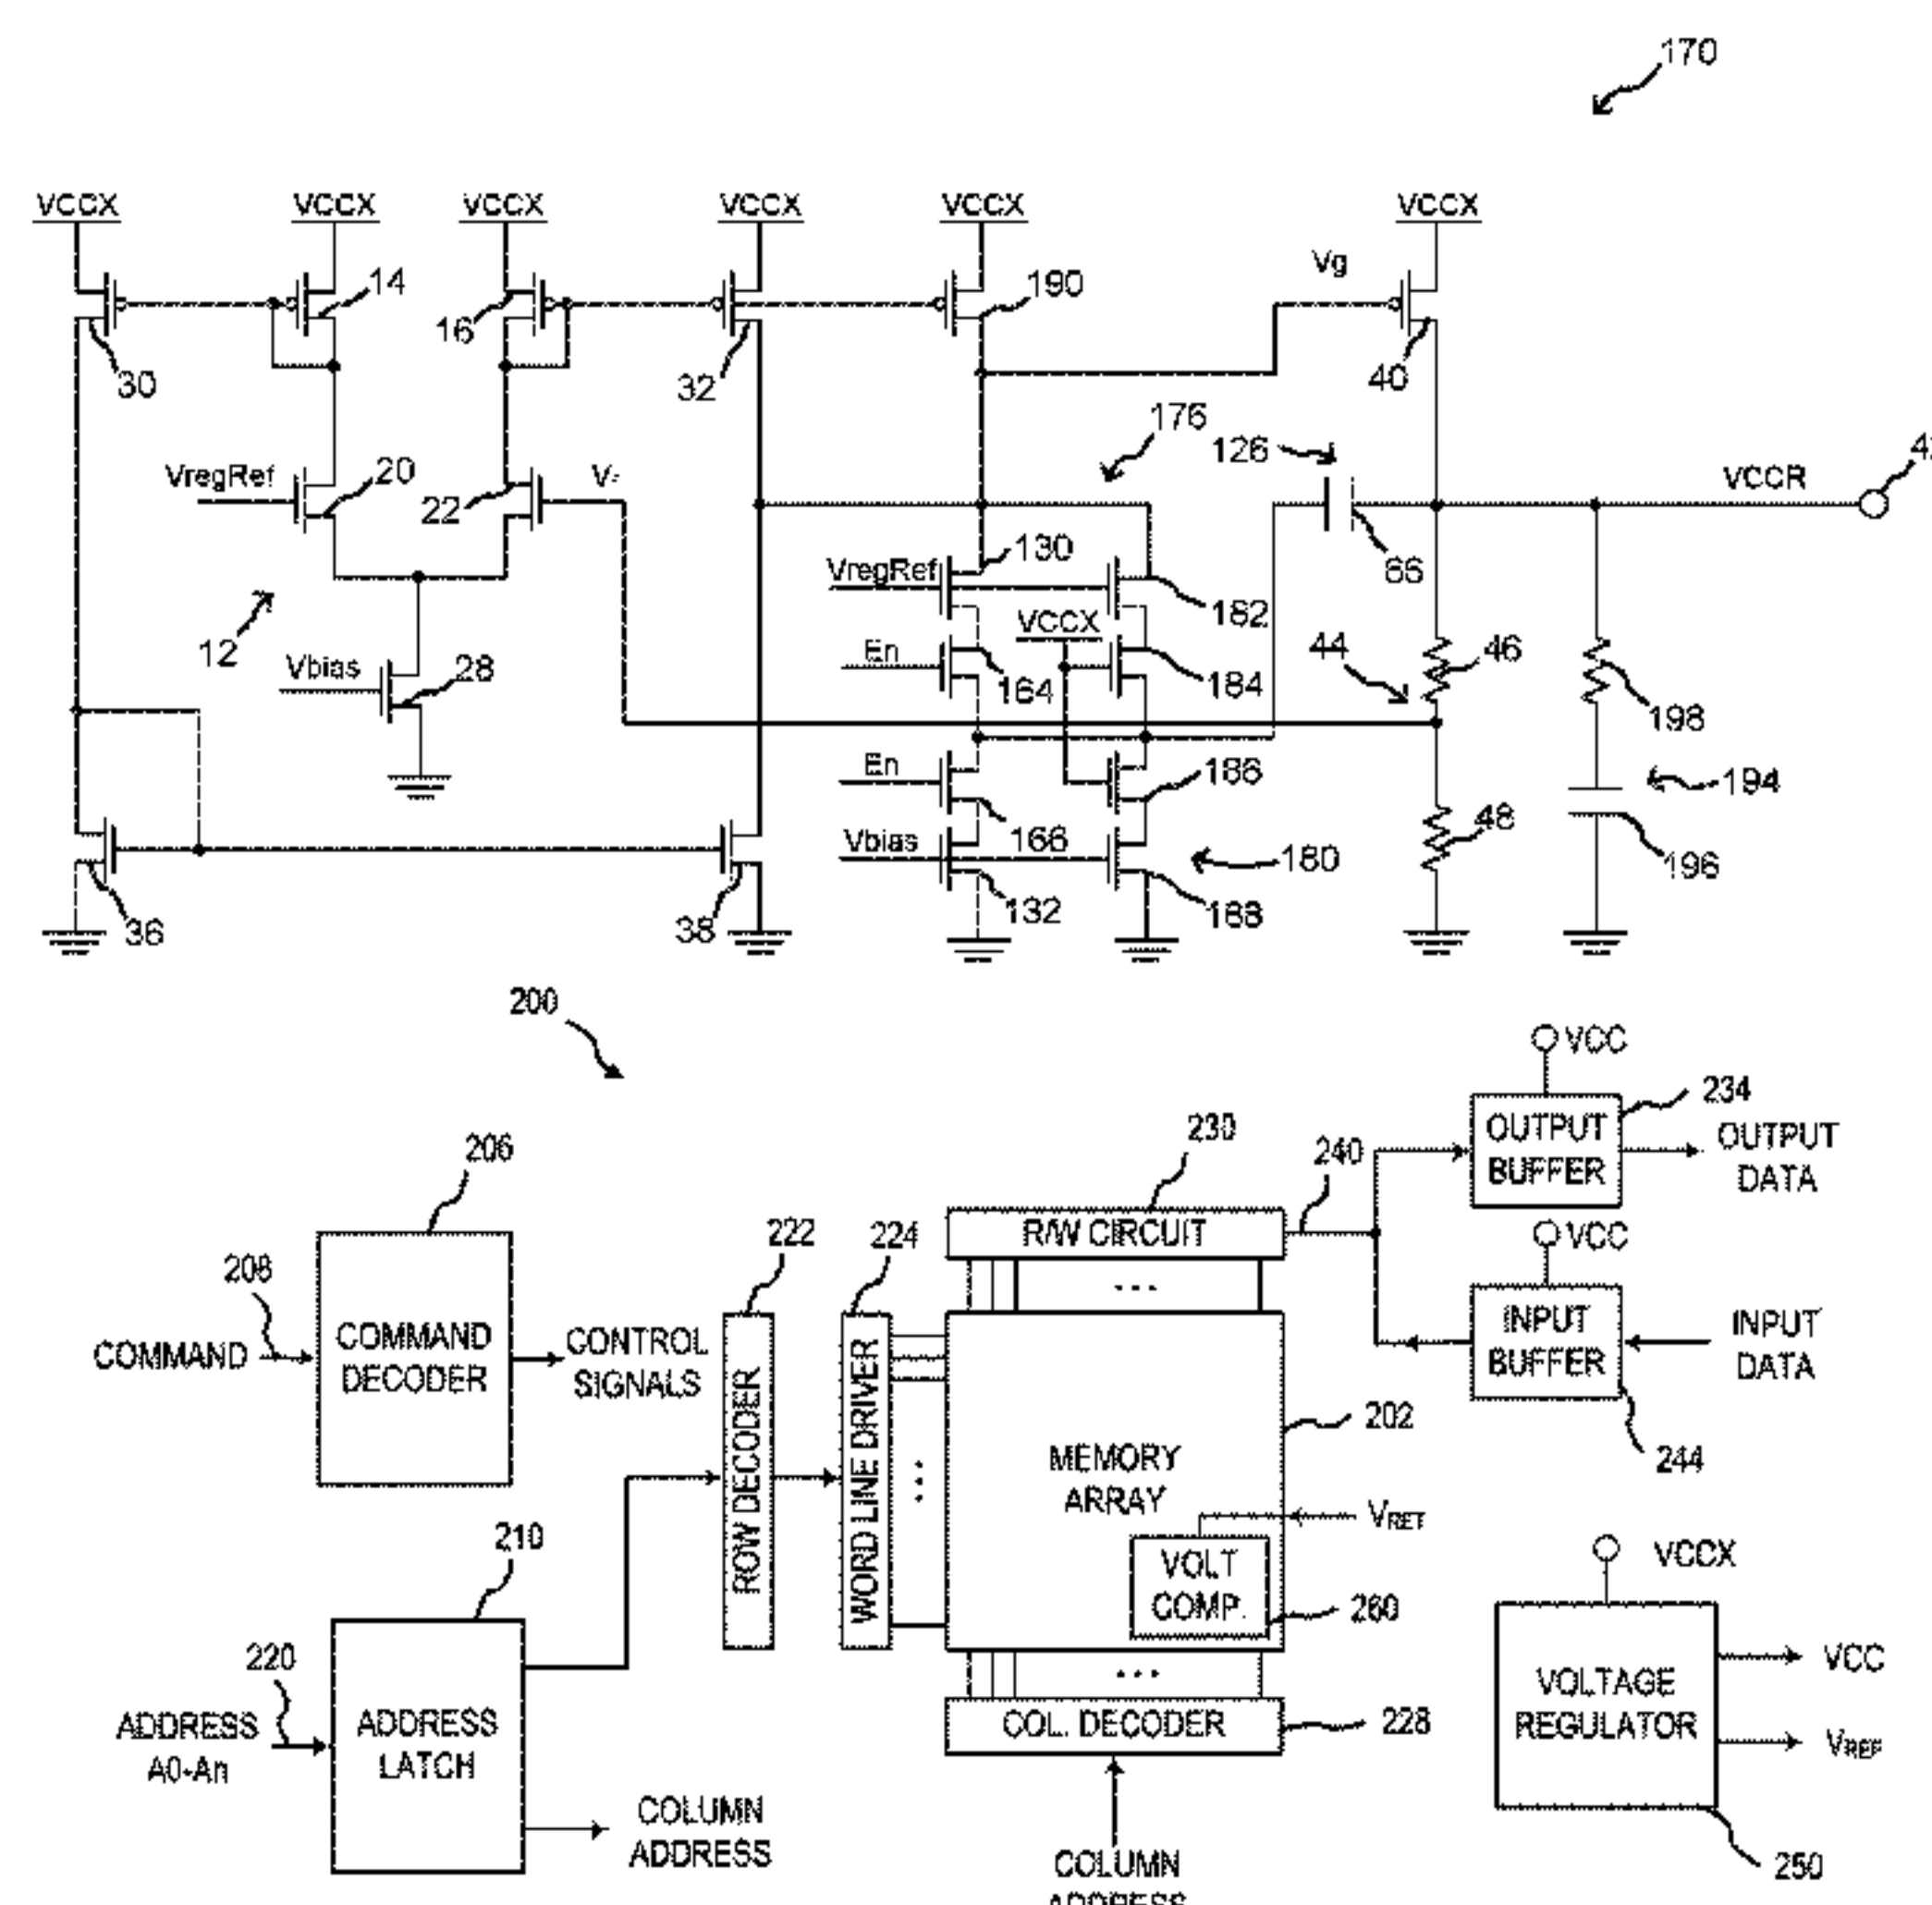 170
VCCX VCCX VCCX VCCX VCCX VCCX
Vg
14
16
190
30
32
40
176
126
VregRef
20
22
VCCR
VregRef
130
66
182
12
VCCX
Vbias
28
En
164
184
44
46
198
En
186
194
Vbias
166
180
48
196
36
38
132
188
200
VCC
234
OUTPUT
BUFFER
OUTPUT
DATA
206
230
240
222
224
R/W CIRCUIT
VCC
208
COMMAND
COMMAND
DECODER
CONTROL
SIGNALS
INPUT
BUFFER
INPUT
DATA
ROW DECODER
WORD LINE DRIVER
202
244
MEMORY
ARRAY
210
VRET
VOLT
COMP.
260
VCCX
220
ADDRESS
A0-An
ADDRESS
LATCH
COL. DECODER
228
VOLTAGE
REGULATOR
VCC
VREF
COLUMN
ADDRESS
COLUMN
ADDRESS
250